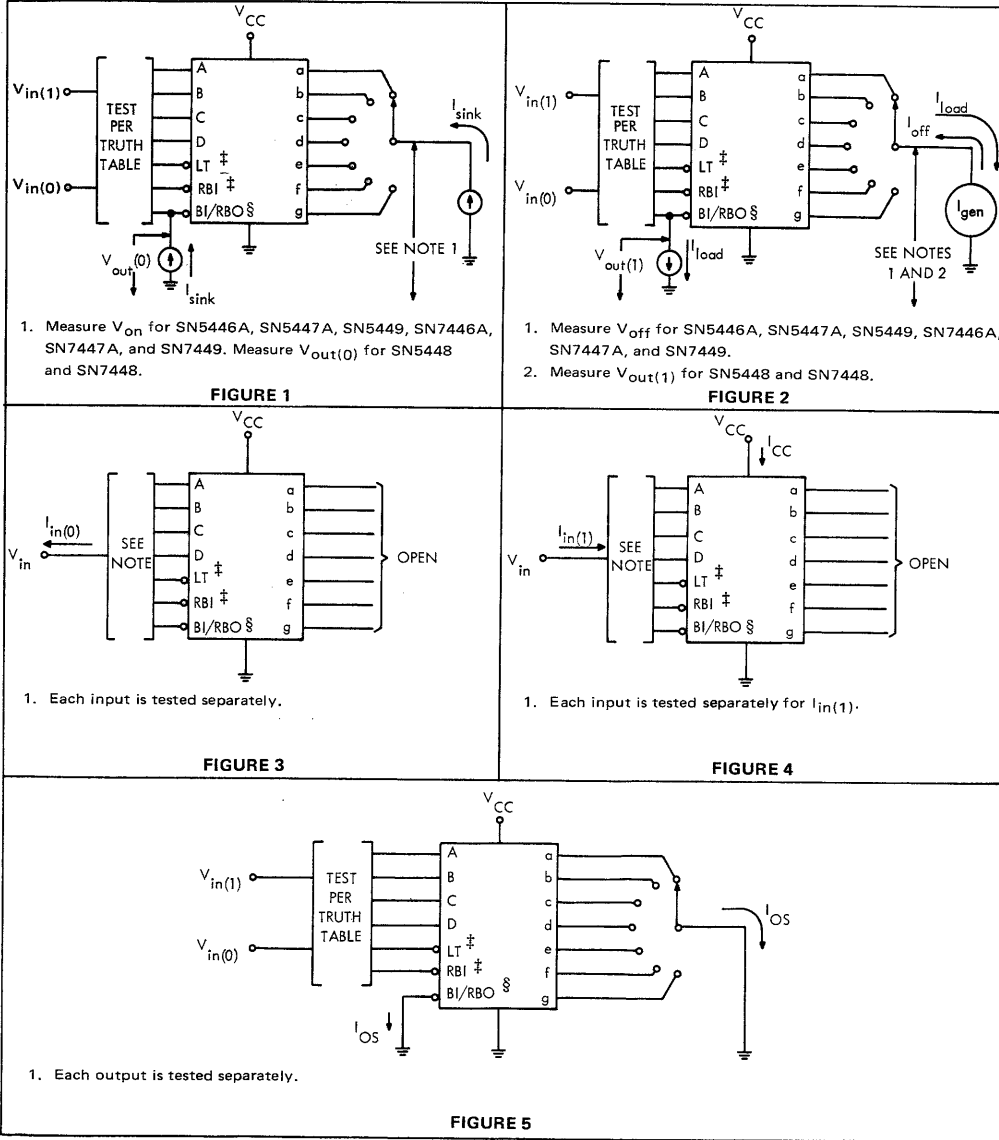 VCC
Vin(1)
Vin(0)
TEST
PER
TRUTH
TABLE
A
B
C
D
LT ‡
RBI ‡
BI/RBO §
a
b
c
d
e
f
g
Isink
SEE NOTE 1
Vout(0)
Isink
1. Measure Von for SN5446A, SN5447A, SN5449, SN7446A,
SN7447A, and SN7449. Measure Vout(0) for SN5448
and SN7448.
FIGURE 1
VCC
Vin(1)
Vin(0)
TEST
PER
TRUTH
TABLE
A
B
C
D
LT ‡
RBI ‡
BI/RBO §
a
b
c
d
e
f
g
Iload
Ioff
Igen
SEE NOTES
1 AND 2
Vout(1)
Iload
1. Measure Voff for SN5446A, SN5447A, SN5449, SN7446A,
SN7447A, and SN7449.
2. Measure Vout(1) for SN5448 and SN7448.
FIGURE 2
VCC
Iin(0)
Vin
SEE
NOTE
A
B
C
D
LT ‡
RBI ‡
BI/RBO §
a
b
c
d
e
f
g
OPEN
1. Each input is tested separately.
FIGURE 3
VCC
ICC
Iin(1)
Vin
SEE
NOTE
A
B
C
D
LT ‡
RBI ‡
BI/RBO §
a
b
c
d
e
f
g
OPEN
1. Each input is tested separately for Iin(1).
FIGURE 4
VCC
Vin(1)
Vin(0)
TEST
PER
TRUTH
TABLE
A
B
C
D
LT ‡
RBI ‡
BI/RBO §
a
b
c
d
e
f
g
IOS
IOS
1. Each output is tested separately.
FIGURE 5